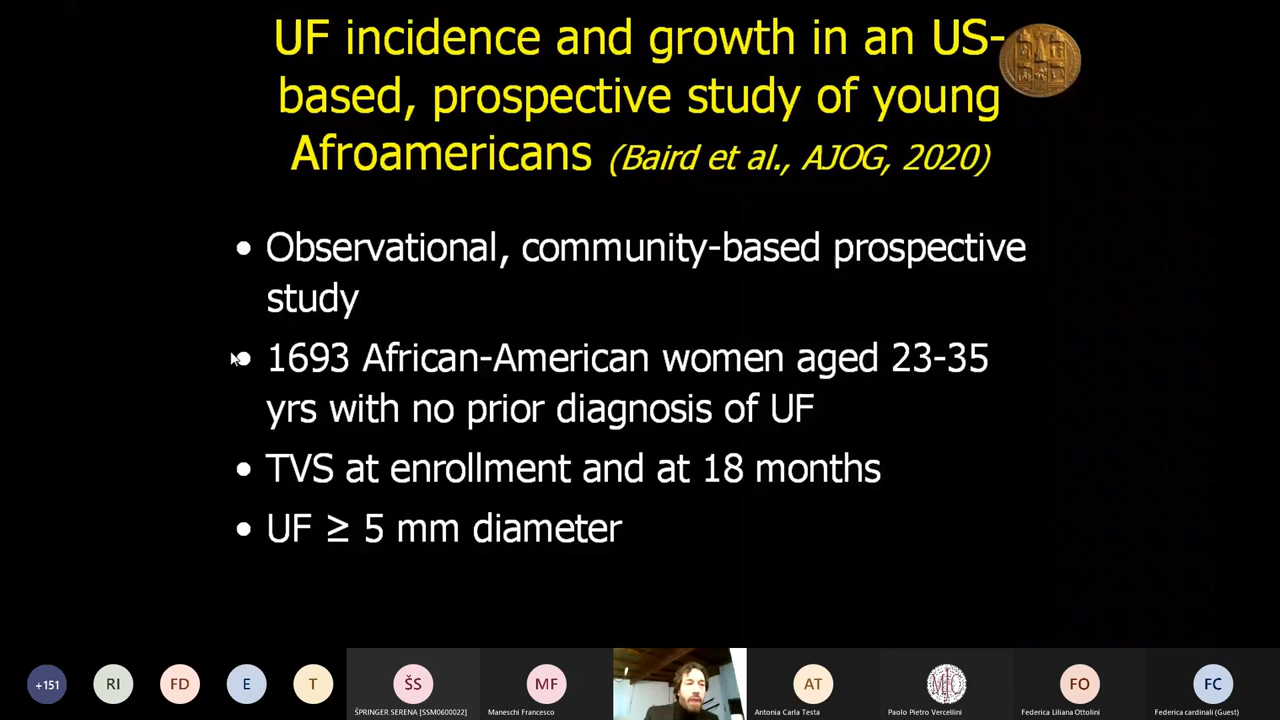 UF incidence and growth in an US-
based, prospective study of young
Afroamericans (Baird et al., AJOG, 2020)
• Observational, community-based prospective
study
• 1693 African-American women aged 23-35
yrs with no prior diagnosis of UF
• TVS at enrollment and at 18 months
• UF ≥ 5 mm diameter
+151
RI
FD
E
T
ŠS
MF
AT
FO
FC
ŠPRINGER SERENA [SSM0600022]
Maneschi Francesco
Antonia Carla Testa
Paolo Pietro Vercellini
Federica Liliana Ottolini
Federica cardinali (Guest)